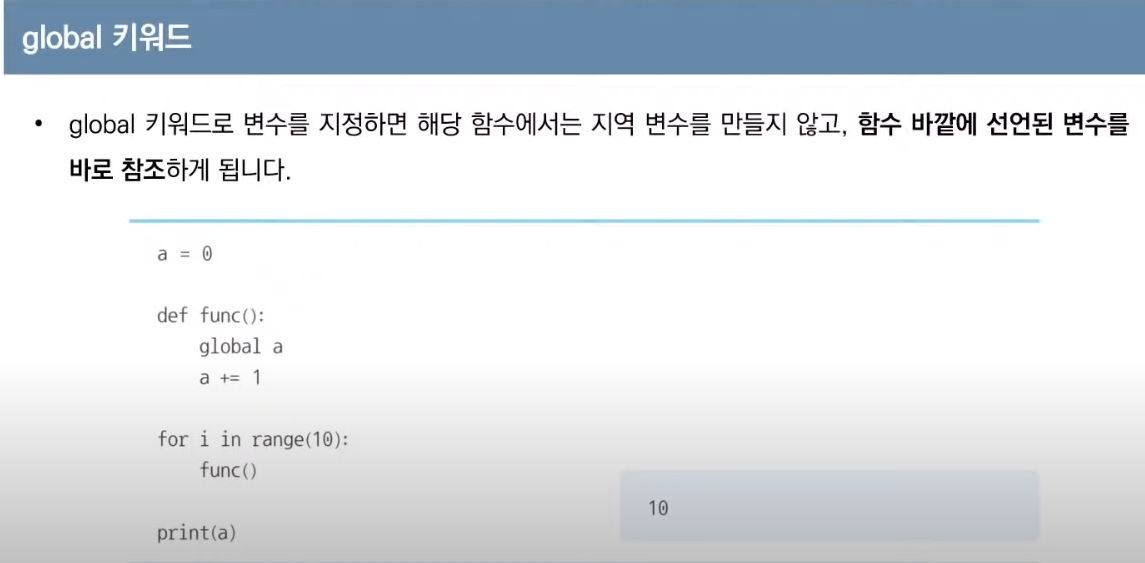 global 키워드
• global 키워드로 변수를 지정하면 해당 함수에서는 지역 변수를 만들지 않고, 함수 바깥에 선언된 변수를
바로 참조하게 됩니다.
a = 0
def func():
    global a
    a += 1
for i in range(10):
    func()
print(a)
10